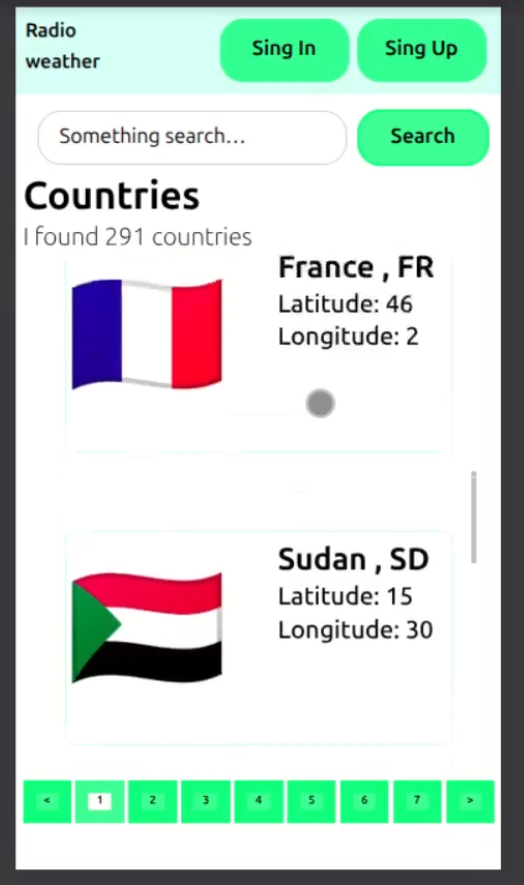 Radio
weather
Sing In
Sing Up
Something search...
Search
Countries
I found 291 countries
France , FR
Latitude: 46
Longitude: 2
Sudan , SD
Latitude: 15
Longitude: 30
< 1 2 3 4 5 6 7 >